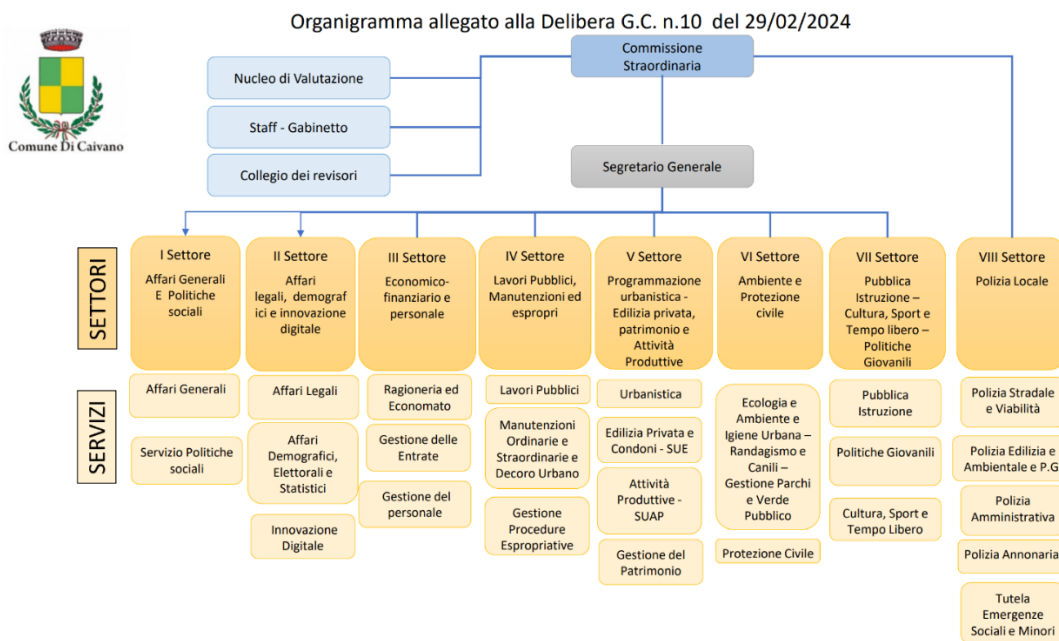 Organigramma allegato alla Delibera G.C. n.10 del 29/02/2024
Comune Di Caivano
Commissione
Straordinaria
Nucleo di Valutazione
Staff - Gabinetto
Collegio dei revisori
Segretario Generale
SETTORI
I Settore
Affari Generali
E Politiche
sociali
II Settore
Affari
legali, demograf
ici e innovazione
digitale
III Settore
Economico-
finanziario e
personale
IV Settore
Lavori Pubblici,
Manutenzioni ed
espropri
V Settore
Programmazione
urbanistica -
Edilizia privata,
patrimonio e
Attività
Produttive
VI Settore
Ambiente e
Protezione
civile
VII Settore
Pubblica
Istruzione –
Cultura, Sport e
Tempo libero –
Politiche
Giovanili
VIII Settore
Polizia Locale
SERVIZI
Affari Generali
Servizio Politiche
sociali
Affari Legali
Affari
Demografici,
Elettorali e
Statistici
Innovazione
Digitale
Ragioneria ed
Economato
Gestione delle
Entrate
Gestione del
personale
Lavori Pubblici
Manutenzioni
Ordinarie e
Straordinarie e
Decoro Urbano
Gestione
Procedure
Espropriative
Urbanistica
Edilizia Privata e
Condoni - SUE
Attività
Produttive -
SUAP
Gestione del
Patrimonio
Ecologia e
Ambiente e
Igiene Urbana –
Randagismo e
Canili –
Gestione Parchi
e Verde
Pubblico
Protezione Civile
Pubblica
Istruzione
Politiche Giovanili
Cultura, Sport e
Tempo Libero
Polizia Stradale
e Viabilità
Polizia Edilizia e
Ambientale e P.G
Polizia
Amministrativa
Polizia Annonaria
Tutela
Emergenze
Sociali e Minori